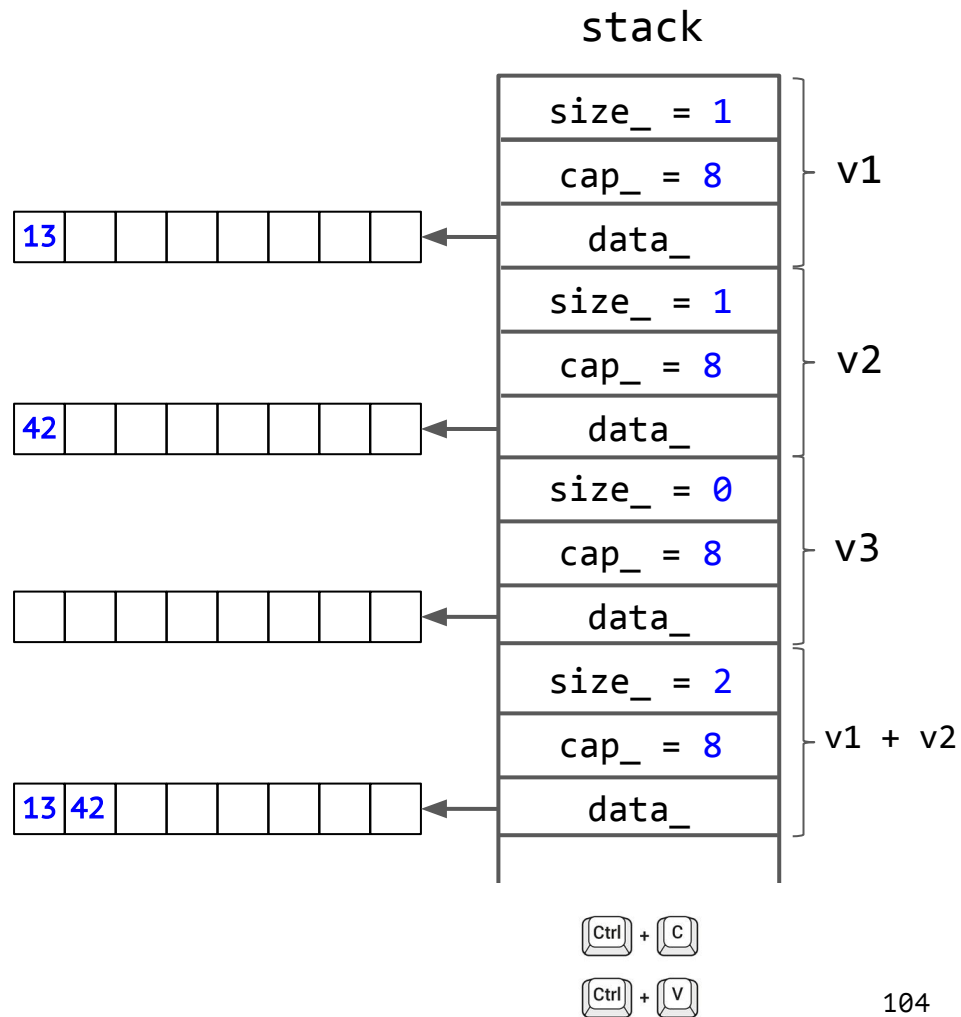 stack
size_ = 1
cap_ = 8
v1
13
data_
size_ = 1
cap_ = 8
v2
42
data_
size_ = 0
cap_ = 8
v3
data_
size_ = 2
cap_ = 8
v1 + v2
13 42
data_
Ctrl + C
Ctrl + V
104